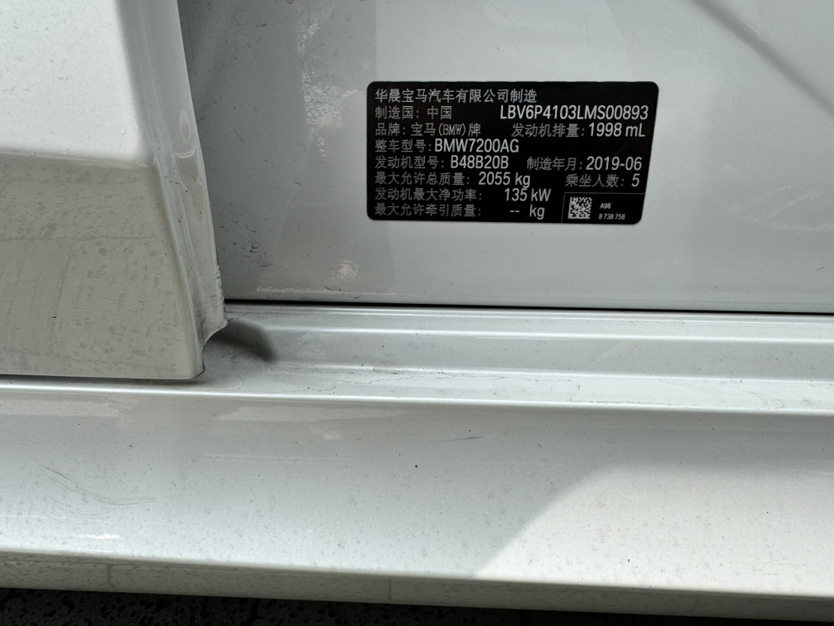 华晨宝马汽车有限公司制造
制造国: 中国 LBV6P4103LMS00893
品牌: 宝马(BMW)牌 发动机排量: 1998 mL
整车型号: BMW7200AG
发动机型号: B48B20B 制造年月: 2019-06
最大允许总质量: 2055 kg 乘坐人数: 5
发动机最大净功率: 135 kW
最大允许牵引质量: -- kg
A96
8 738 756